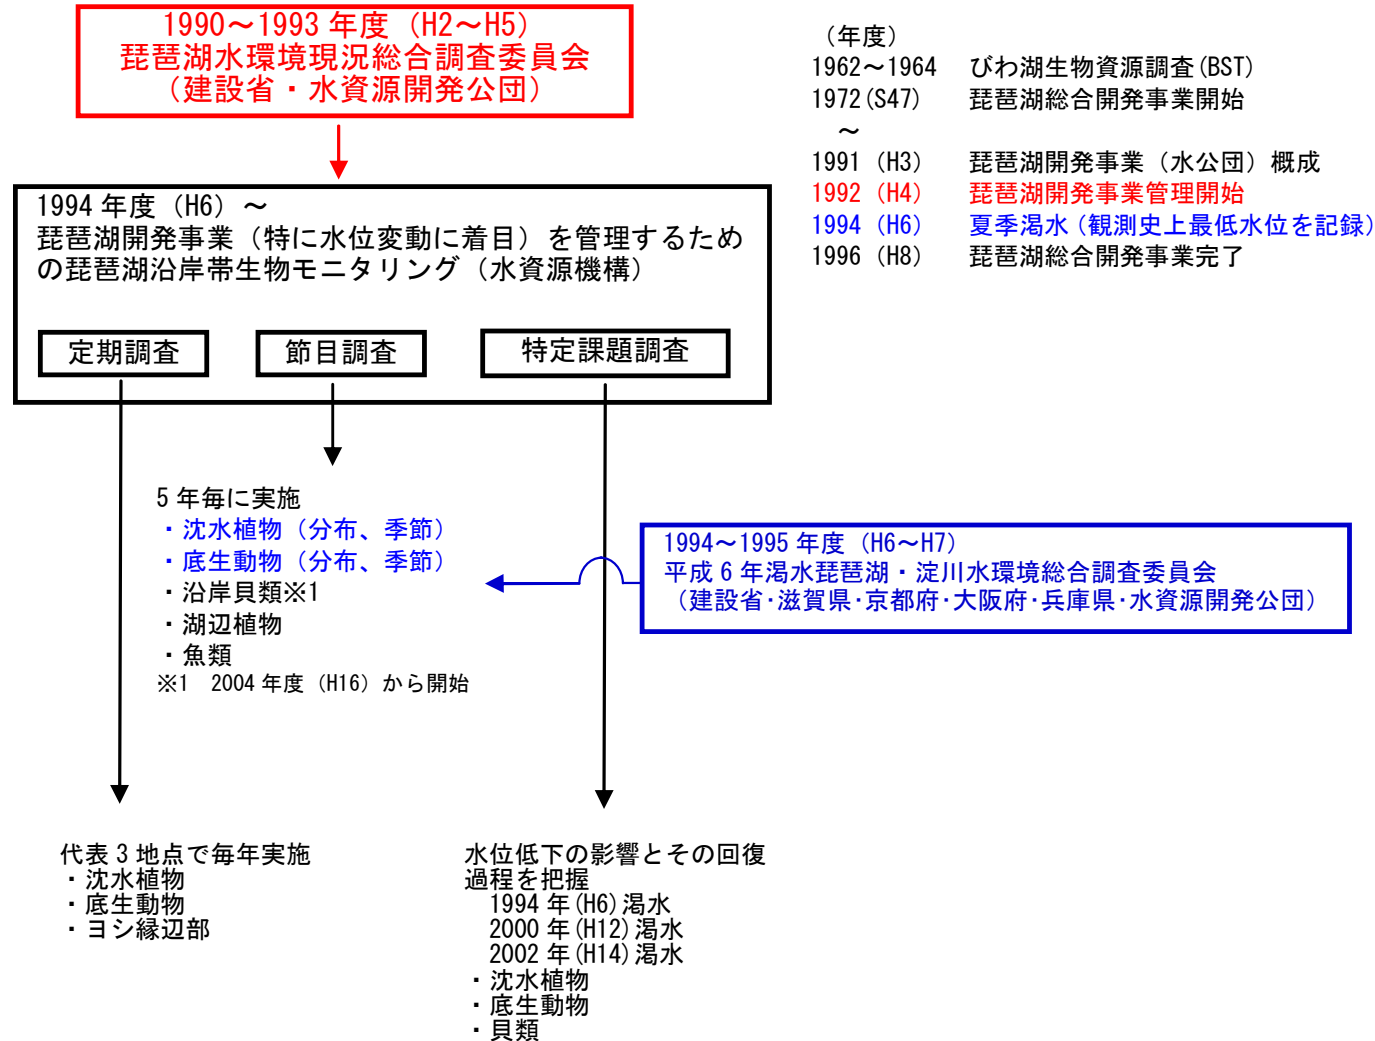 1990～1993 年度（H2～H5）
琵琶湖水環境現況総合調査委員会
（建設省・水資源開発公団）
（年度）
1962～1964 びわ湖生物資源調査(BST)
1972(S47) 琵琶湖総合開発事業開始
～
1991（H3） 琵琶湖開発事業（水公団）概成
1992（H4） 琵琶湖開発事業管理開始
1994（H6） 夏季渇水（観測史上最低水位を記録）
1996（H8） 琵琶湖総合開発事業完了
1994 年度（H6）～
琵琶湖開発事業（特に水位変動に着目）を管理するため
の琵琶湖沿岸帯生物モニタリング（水資源機構）
定期調査
節目調査
特定課題調査
5 年毎に実施
・沈水植物（分布、季節）
・底生動物（分布、季節）
・沿岸貝類※1
・湖辺植物
・魚類
※1 2004 年度（H16）から開始
1994～1995 年度（H6～H7）
平成 6 年渇水琵琶湖・淀川水環境総合調査委員会
（建設省･滋賀県･京都府･大阪府･兵庫県･水資源開発公団）
代表 3 地点で毎年実施
・沈水植物
・底生動物
・ヨシ縁辺部
水位低下の影響とその回復
過程を把握
1994 年(H6)渇水
2000 年(H12)渇水
2002 年(H14)渇水
・沈水植物
・底生動物
・貝類